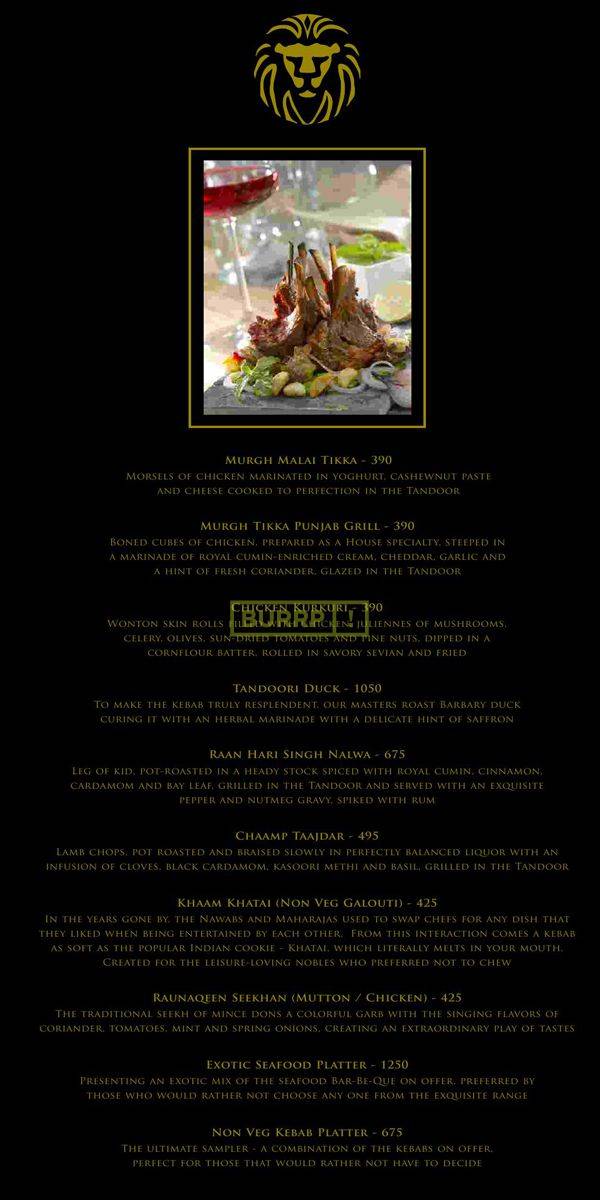 Murgh Malai Tikka - 390
Morsels of chicken marinated in yoghurt, cashewnut paste
and cheese cooked to perfection in the Tandoor
Murgh Tikka Punjab Grill - 390
Boned cubes of chicken, prepared as a House specialty, steeped in
a marinade of royal cumin-enriched cream, cheddar, garlic and
a hint of fresh coriander, glazed in the Tandoor
Chicken Kurkuri - 390
Wonton skin rolls filled with chicken, juliennes of mushrooms,
celery, olives, sun-dried tomatoes and pine nuts, dipped in a
cornflour batter, rolled in savory sevian and fried
BURRP!
Tandoori Duck - 1050
To make the kebab truly resplendent, our masters roast Barbary duck
curing it with an herbal marinade with a delicate hint of saffron
Raan Hari Singh Nalwa - 675
Leg of kid, pot-roasted in a heady stock spiced with royal cumin, cinnamon,
cardamom and bay leaf, grilled in the Tandoor and served with an exquisite
pepper and nutmeg gravy, spiked with rum
Chaamp Taajdar - 495
Lamb chops, pot roasted and braised slowly in perfectly balanced liquor with an
infusion of cloves, black cardamom, kasoori methi and basil, grilled in the Tandoor
Khaam Khatai (Non Veg Galouti) - 425
In the years gone by, the Nawabs and Maharajas used to swap chefs for any dish that
they liked when being entertained by each other. From this interaction comes a kebab
as soft as the popular Indian cookie - Khatai, which literally melts in your mouth.
Created for the leisure-loving nobles who preferred not to chew
Raunaqeen Seekhan (Mutton / Chicken) - 425
The traditional seekh of mince dons a colorful garb with the singing flavors of
coriander, tomatoes, mint and spring onions, creating an extraordinary play of tastes
Exotic Seafood Platter - 1250
Presenting an exotic mix of the seafood Bar-Be-Que on offer, preferred by
those who would rather not choose any one from the exquisite range
Non Veg Kebab Platter - 675
The ultimate sampler - a combination of the kebabs on offer,
perfect for those that would rather not have to decide